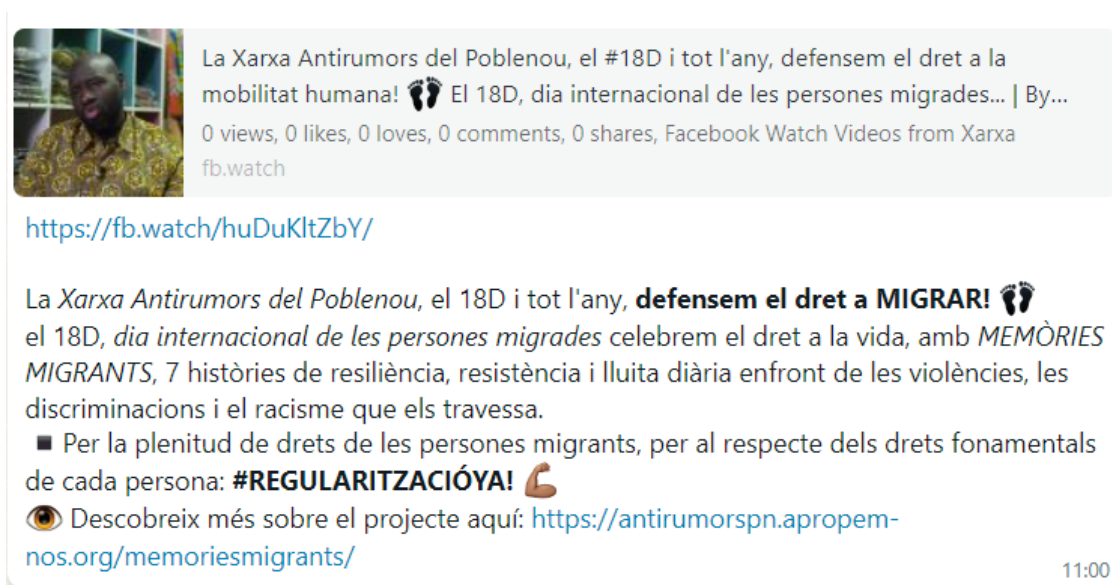 La Xarxa Antirumors del Poblenou, el #18D i tot l'any, defensem el dret a la
mobilitat humana! 👣 El 18D, dia internacional de les persones migrades... | By...
0 views, 0 likes, 0 loves, 0 comments, 0 shares, Facebook Watch Videos from Xarxa
fb.watch
https://fb.watch/huDuKltZbY/
La Xarxa Antirumors del Poblenou, el 18D i tot l'any, defensem el dret a MIGRAR! 👣
el 18D, dia internacional de les persones migrades celebrem el dret a la vida, amb MEMÒRIES
MIGRANTS, 7 històries de resiliència, resistència i lluita diària enfront de les violències, les
discriminacions i el racisme que els travessa.
▪️ Per la plenitud de drets de les persones migrants, per al respecte dels drets fonamentals
de cada persona: #REGULARITZACIÓYA! 💪🏽
👁️ Descobreix més sobre el projecte aquí: https://antirumorspn.apropem-
nos.org/memoriesmigrants/
11:00